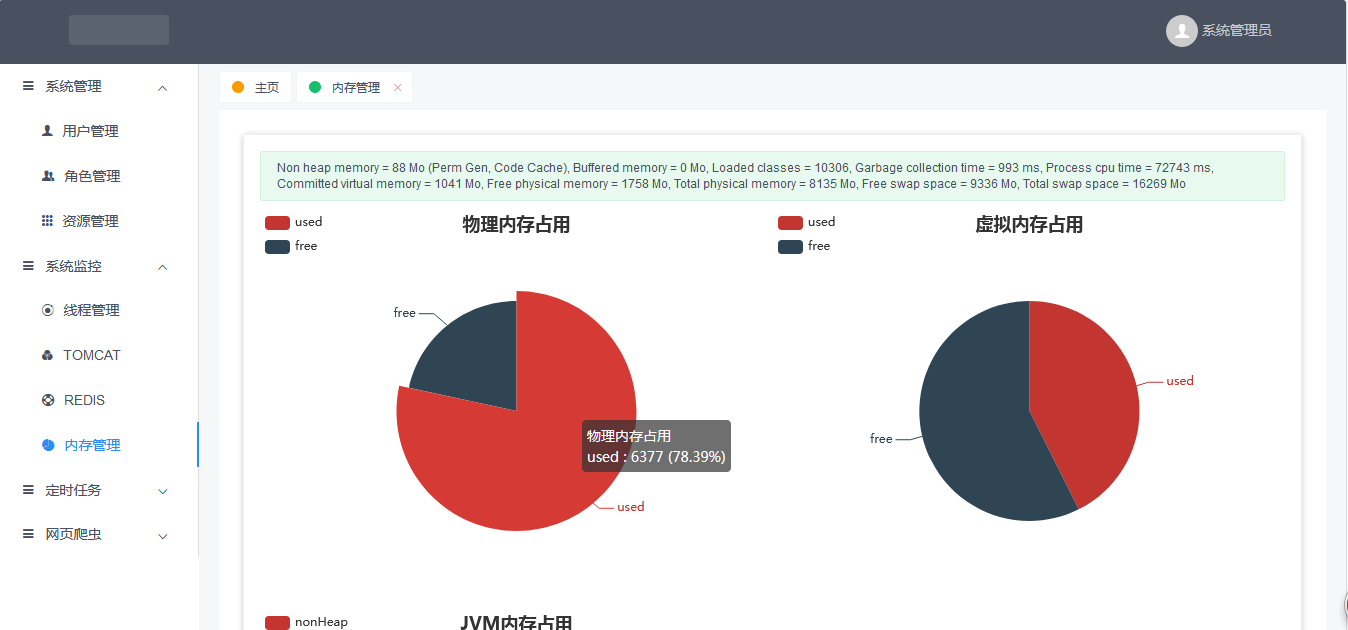 系统管理员
系统管理
用户管理
角色管理
资源管理
系统监控
线程管理
TOMCAT
REDIS
内存管理
定时任务
网页爬虫
主页
内存管理 ×
Non heap memory = 88 Mo (Perm Gen, Code Cache), Buffered memory = 0 Mo, Loaded classes = 10306, Garbage collection time = 993 ms, Process cpu time = 72743 ms,
Committed virtual memory = 1041 Mo, Free physical memory = 1758 Mo, Total physical memory = 8135 Mo, Free swap space = 9336 Mo, Total swap space = 16269 Mo
used
free
物理内存占用
free
物理内存占用
used : 6377 (78.39%)
used
used
free
虚拟内存占用
used
free
nonHeap
JVM内存占用